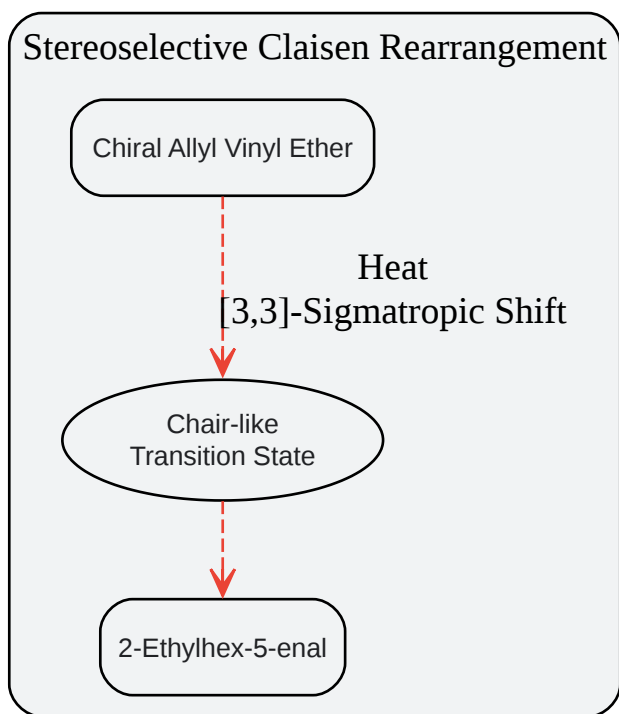 Stereoselective Claisen Rearrangement
Chiral Allyl Vinyl Ether
Heat
[3,3]-Sigmatropic Shift
Chair-like
Transition State
2-Ethylhex-5-enal